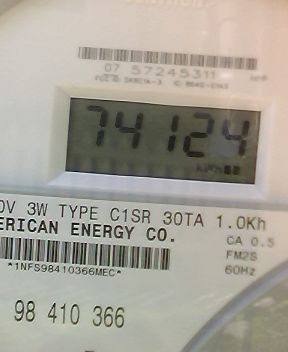 07 57245311
74124
0V 3W TYPE C1SR 30TA 1.0Kh
ERICAN ENERGY CO.
CA 0.5
FM2S
60Hz
*1NFS98410366MEC*
98 410 366